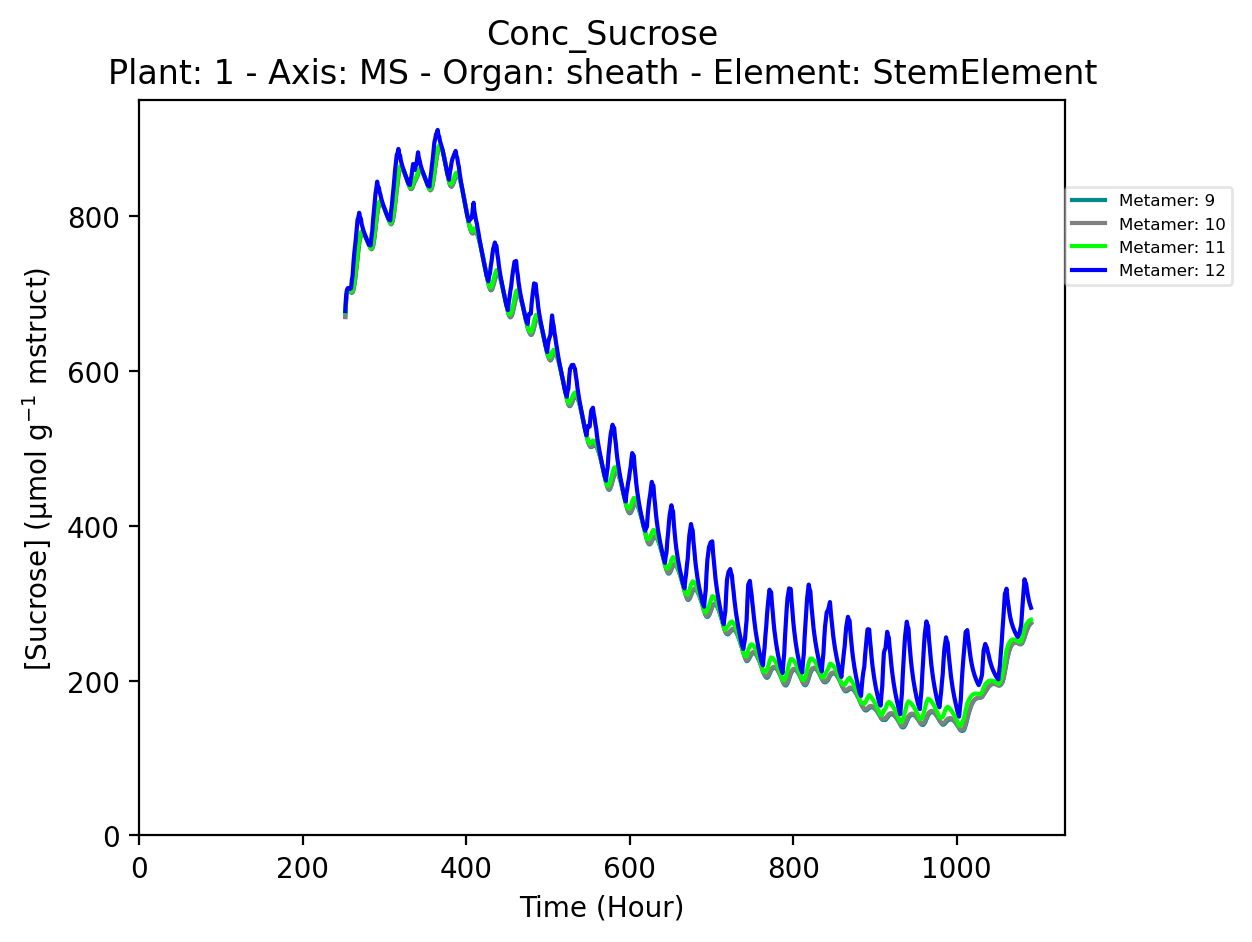 Conc_Sucrose
Plant: 1 - Axis: MS - Organ: sheath - Element: StemElement
[Sucrose] (µmol g⁻¹ mstruct)
800
600
400
200
0
0 200 400 600 800 1000
Time (Hour)
Metamer: 9
Metamer: 10
Metamer: 11
Metamer: 12